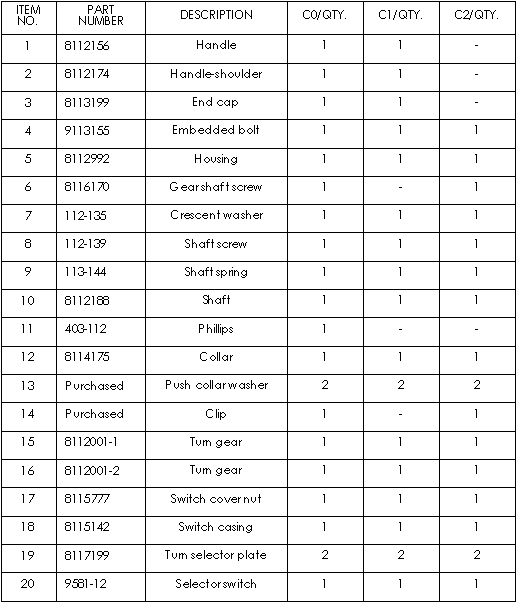 ITEM NO. PART NUMBER DESCRIPTION C0/QTY. C1/QTY. C2/QTY.
1 8112156 Handle 1 1 -
2 8112174 Handle-shoulder 1 1 -
3 8113199 End cap 1 1 -
4 9113155 Embedded bolt 1 1 1
5 8112992 Housing 1 1 1
6 8116170 Gear shaft screw 1 - 1
7 112-135 Crescent washer 1 1 1
8 112-139 Shaft screw 1 1 1
9 113-144 Shaft spring 1 1 1
10 8112188 Shaft 1 1 1
11 403-112 Phillips 1 - -
12 8114175 Collar 1 1 1
13 Purchased Push collar washer 2 2 2
14 Purchased Clip 1 - 1
15 8112001-1 Turn gear 1 1 1
16 8112001-2 Turn gear 1 1 1
17 8115777 Switch cover nut 1 1 1
18 8115142 Switch casing 1 1 1
19 8117199 Turn selector plate 2 2 2
20 9581-12 Selector switch 1 1 1